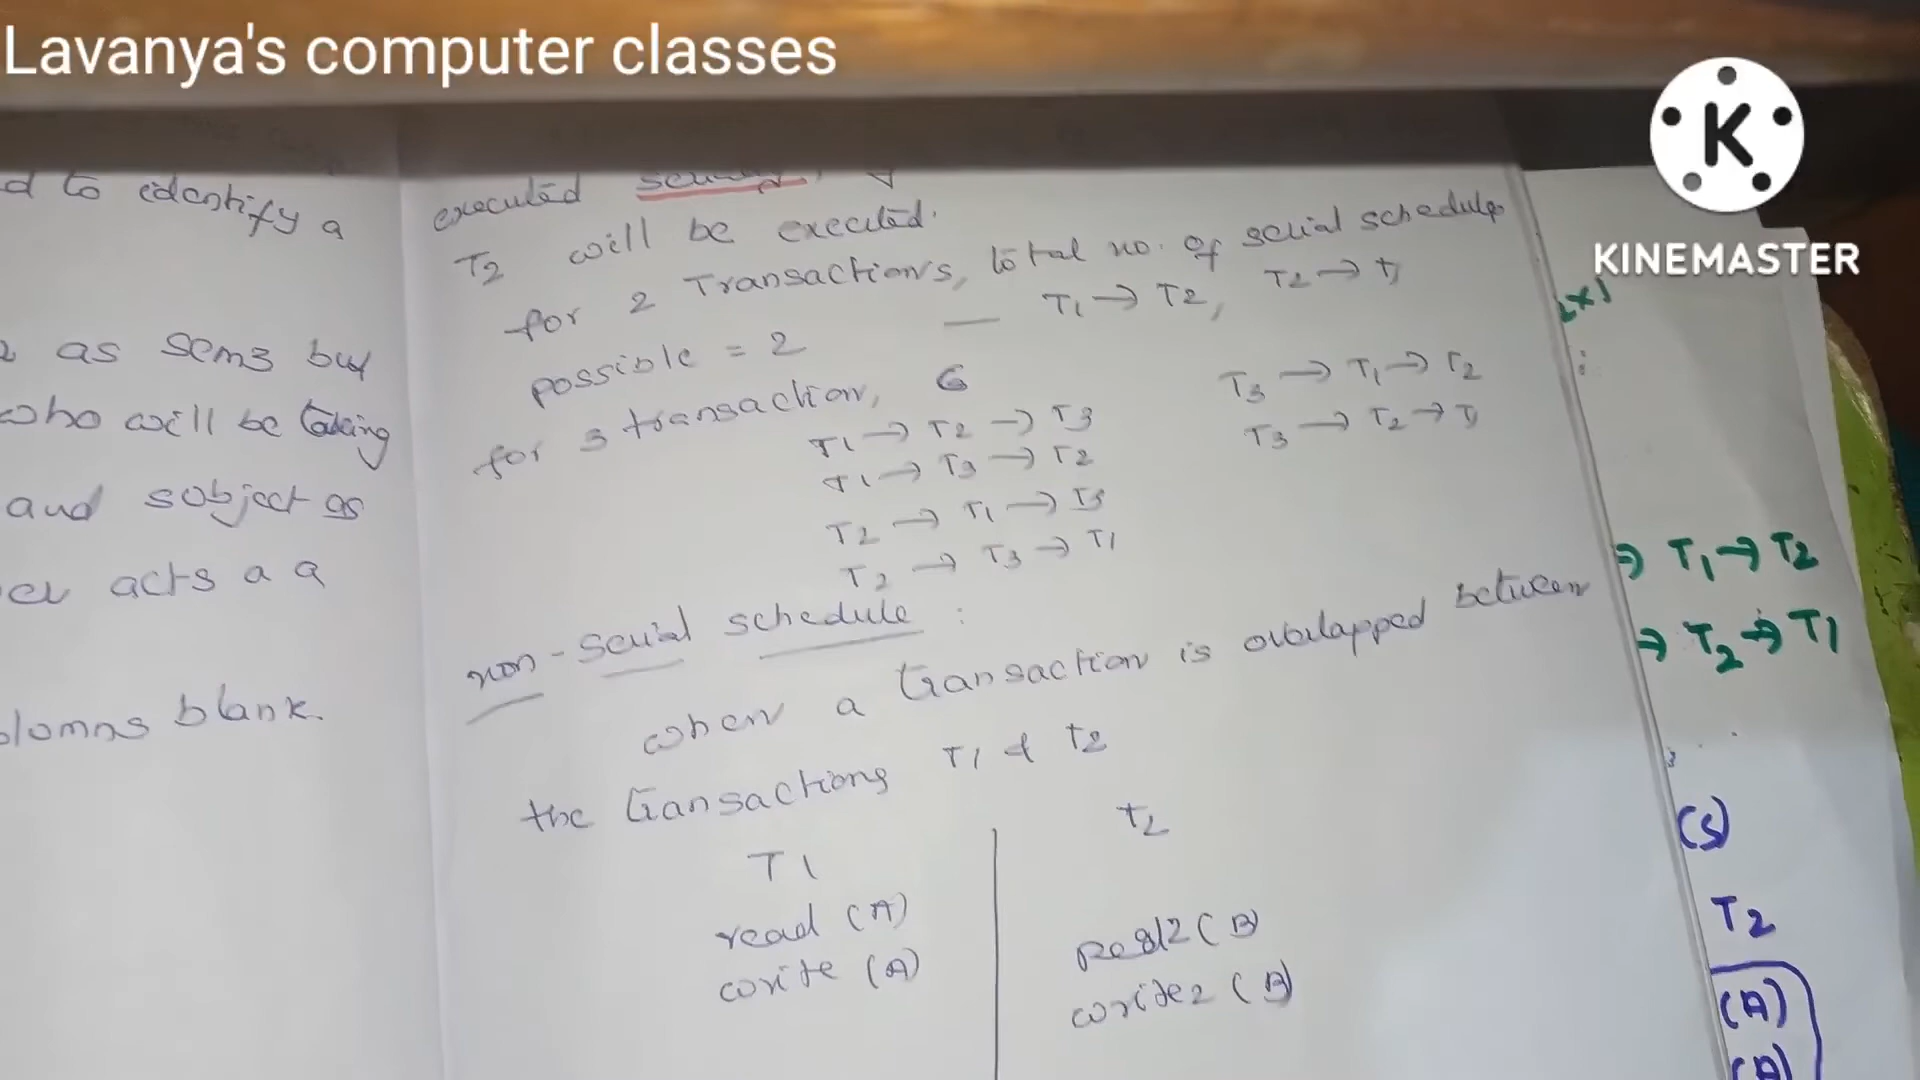 Lavanya's computer classes
KINEMASTER
d to identify a
as sem3 but
who will be taking
and subject as
acts a a
blank.
executed
T2 will be executed.
for 2 Transactions, total no. of serial schedule
possible = 2 — T1 → T2, T2 → T1
for 3 transaction, 6
T1 → T2 → T3
T1 → T3 → T2
T2 → T1 → T3
T2 → T3 → T1
T3 → T1 → T2
T3 → T2 → T1
non-serial schedule :
when a transaction is overlapped between
the transactions T1 & T2
T1
read (A)
write (A)
T2
write2 (B)
2x1
⇒ T1 → T2
⇒ T2 → T1
(S)
T2
(A)
(A)